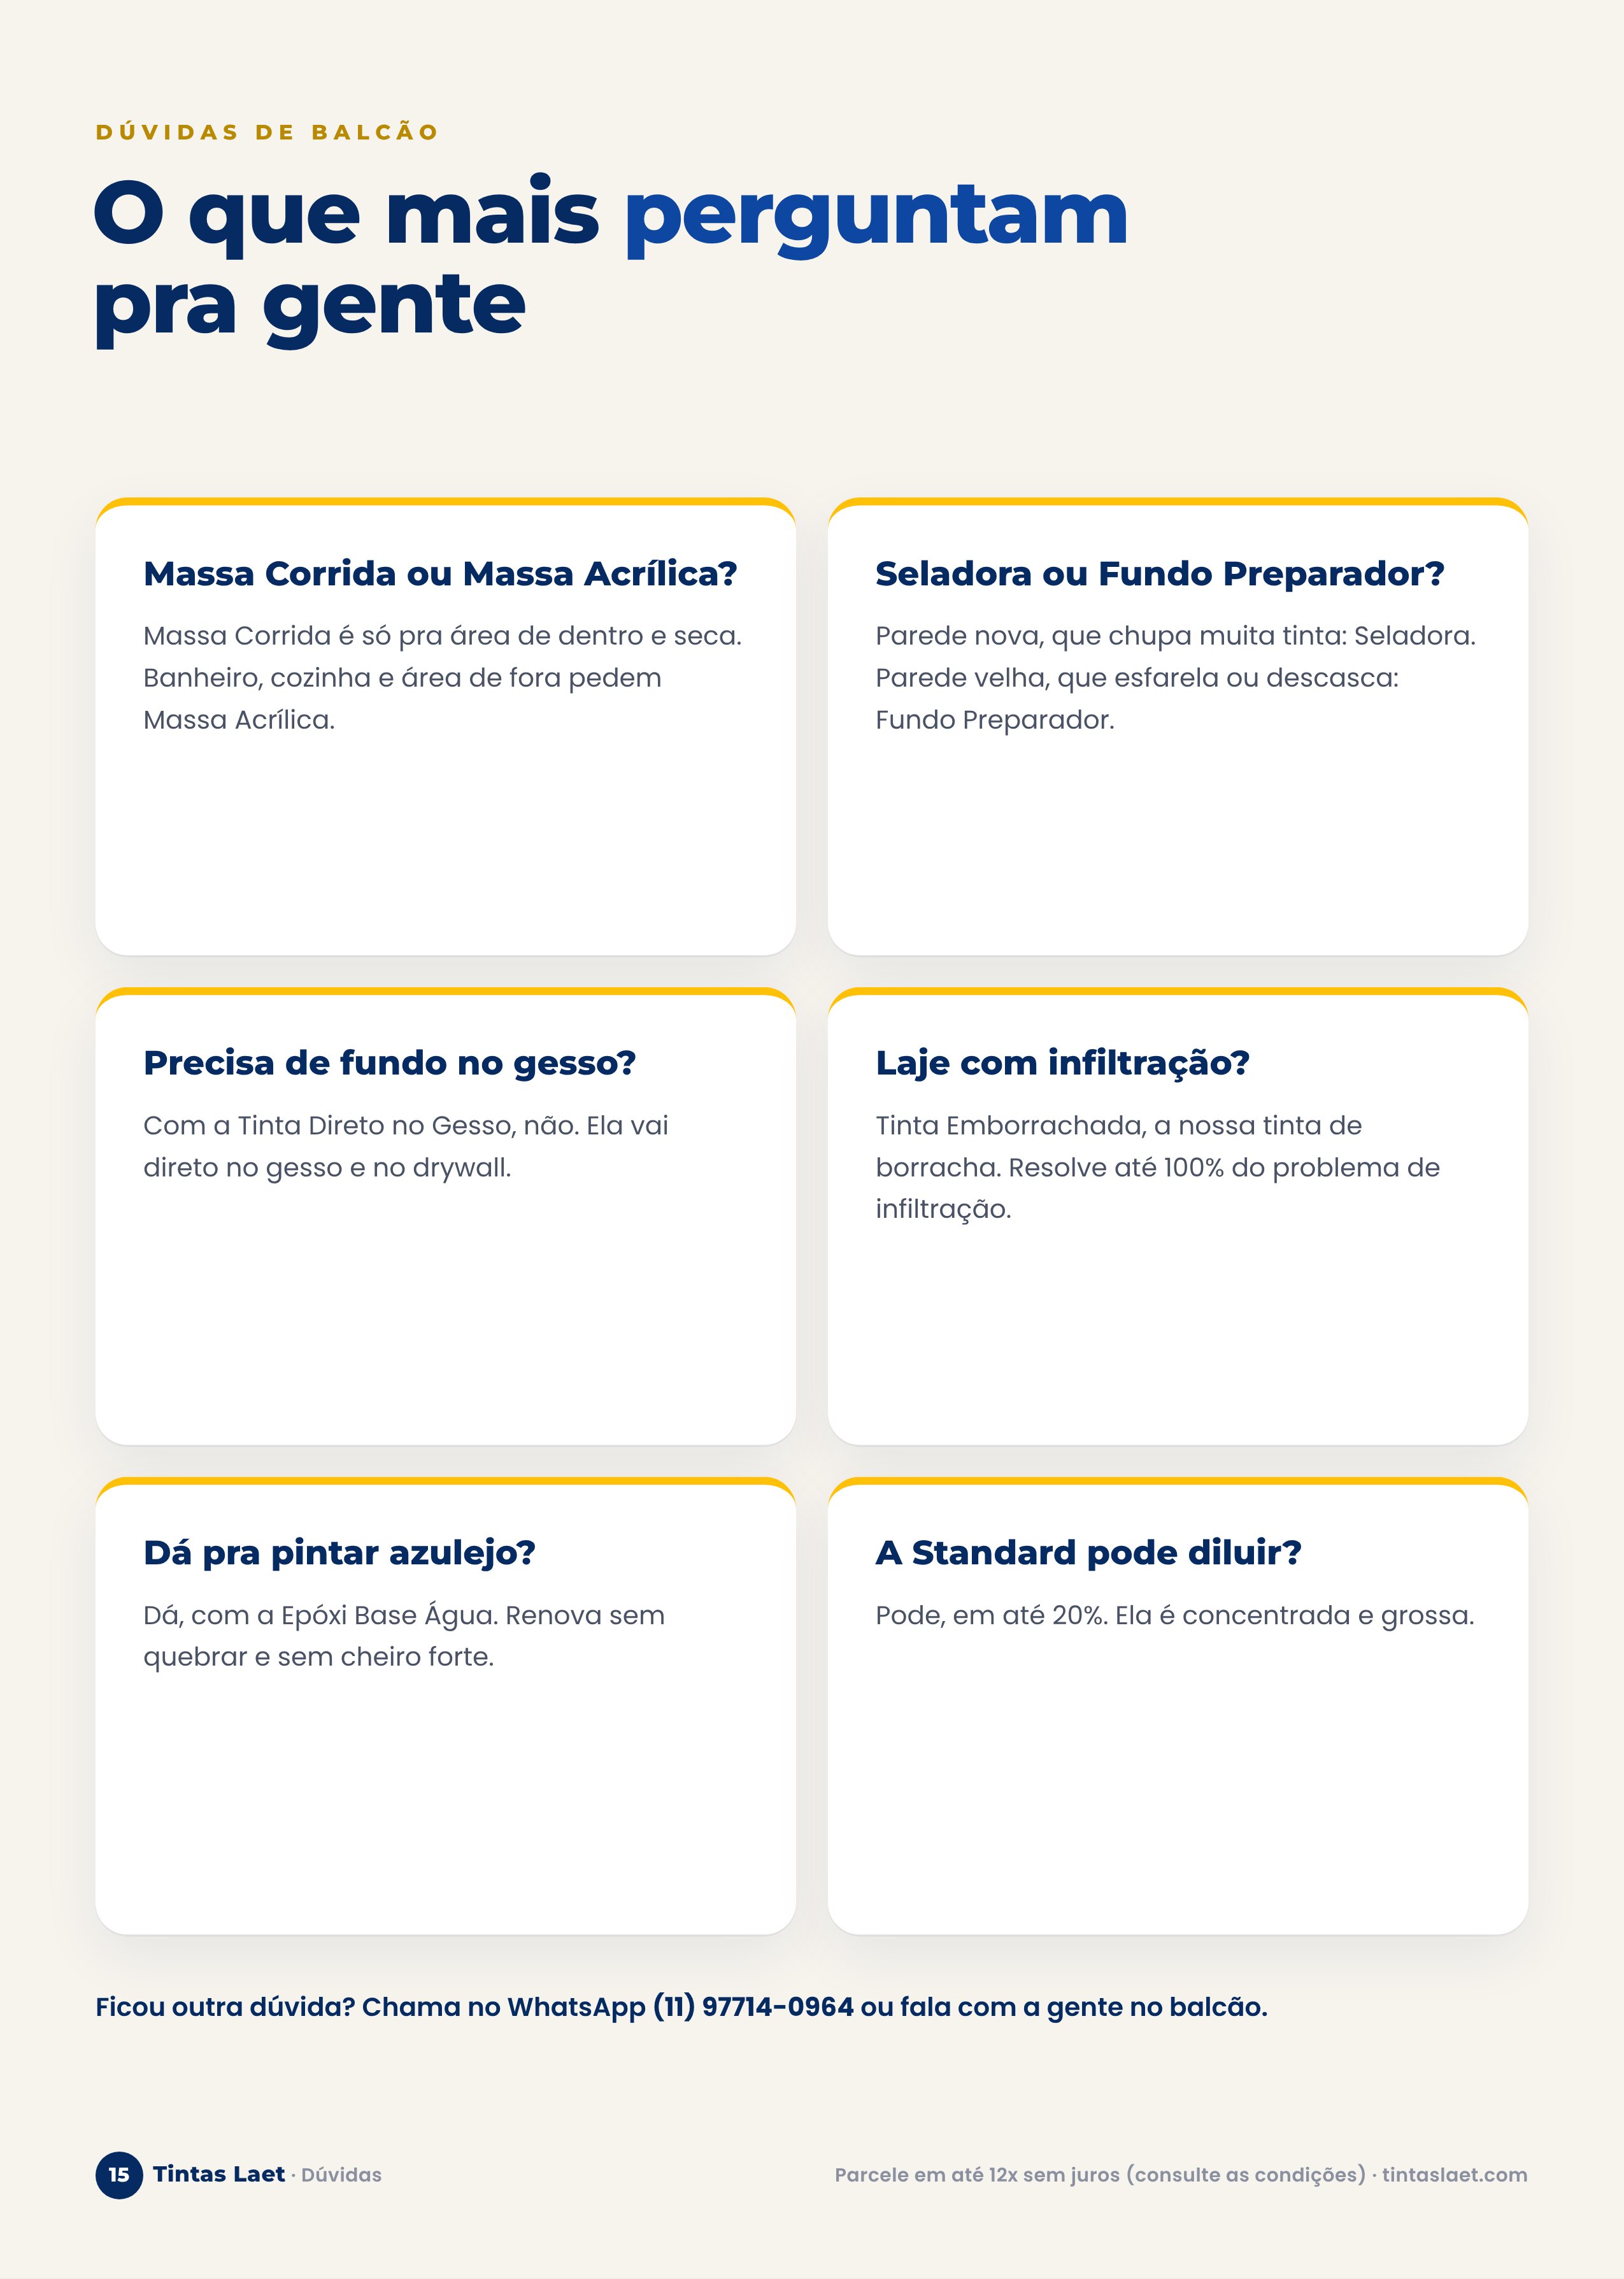 DÚVIDAS DE BALCÃO
O que mais perguntam
pra gente
Massa Corrida ou Massa Acrílica?
Massa Corrida é só pra área de dentro e seca.
Banheiro, cozinha e área de fora pedem
Massa Acrílica.
Seladora ou Fundo Preparador?
Parede nova, que chupa muita tinta: Seladora.
Parede velha, que esfarela ou descasca:
Fundo Preparador.
Precisa de fundo no gesso?
Com a Tinta Direto no Gesso, não. Ela vai
direto no gesso e no drywall.
Laje com infiltração?
Tinta Emborrachada, a nossa tinta de
borracha. Resolve até 100% do problema de
infiltração.
Dá pra pintar azulejo?
Dá, com a Epóxi Base Água. Renova sem
quebrar e sem cheiro forte.
A Standard pode diluir?
Pode, em até 20%. Ela é concentrada e grossa.
Ficou outra dúvida? Chama no WhatsApp (11) 97714-0964 ou fala com a gente no balcão.
15 Tintas Laet · Dúvidas
Parcele em até 12x sem juros (consulte as condições) · tintaslaet.com